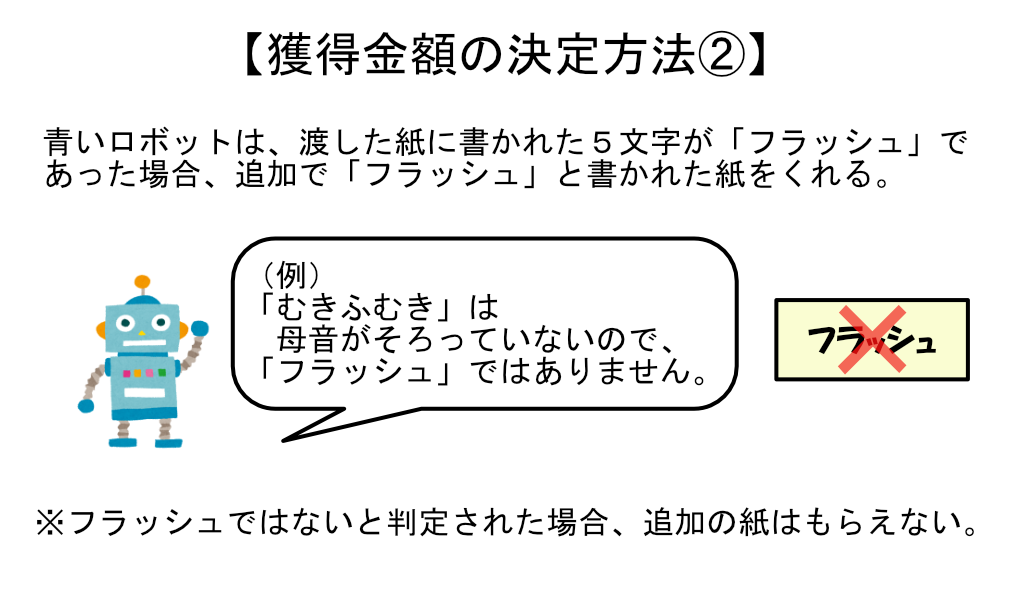 【獲得金額の決定方法②】
青いロボットは、渡した紙に書かれた５文字が「フラッシュ」で
あった場合、追加で「フラッシュ」と書かれた紙をくれる。
（例）
「むきふむき」は
母音がそろっていないので、
「フラッシュ」ではありません。
フラッシュ
※フラッシュではないと判定された場合、追加の紙はもらえない。